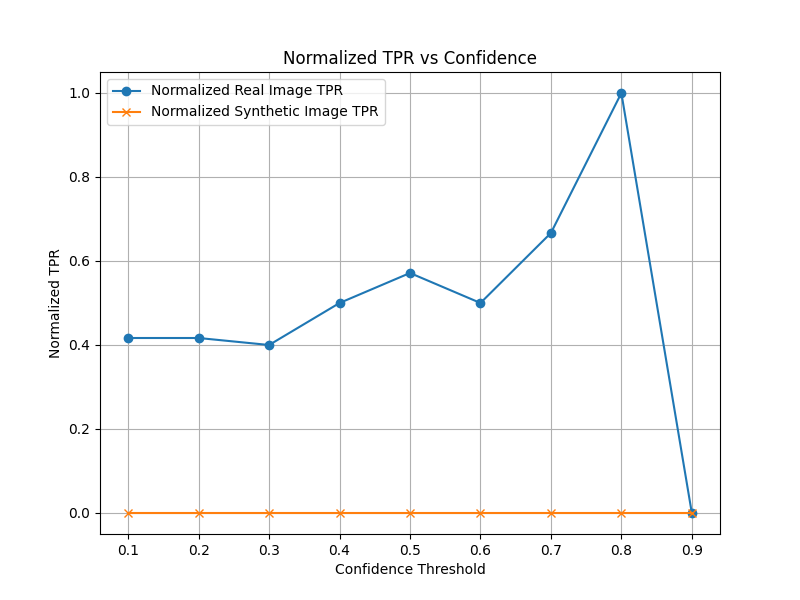 Normalized TPR vs Confidence
Normalized Real Image TPR
Normalized Synthetic Image TPR
Normalized TPR
1.0
0.8
0.6
0.4
0.2
0.0
0.1 0.2 0.3 0.4 0.5 0.6 0.7 0.8 0.9
Confidence Threshold